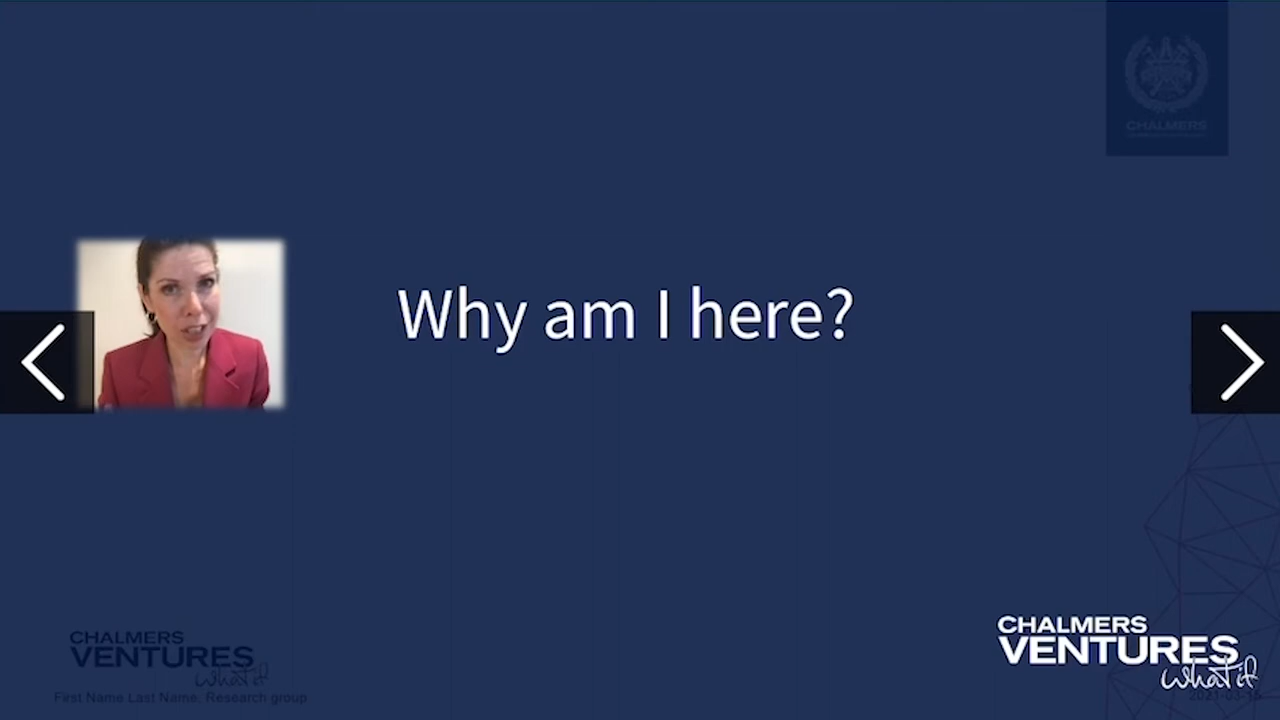 CHALMERS
Why am I here?
CHALMERS
VENTURES
what if
First Name Last Name, Research group
CHALMERS
VENTURES
what if